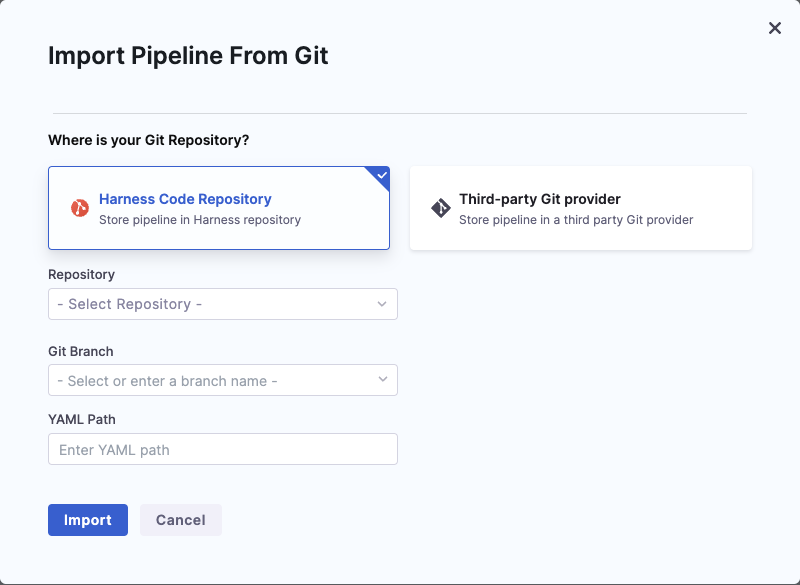 Import Pipeline From Git
Where is your Git Repository?
Harness Code Repository
Store pipeline in Harness repository
Third-party Git provider
Store pipeline in a third party Git provider
Repository
- Select Repository -
Git Branch
- Select or enter a branch name -
YAML Path
Enter YAML path
Import
Cancel